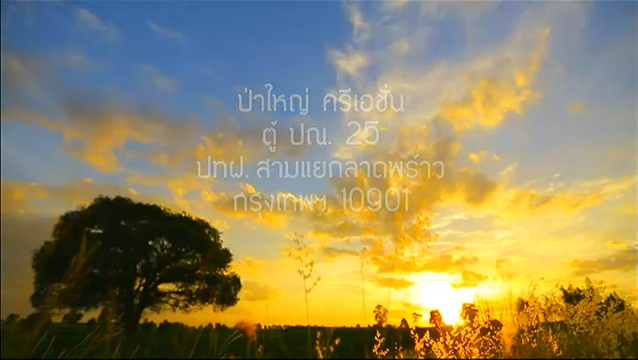 ป่าใหญ่ ครีเอชั่น
ตู้ ปณ. 25
ปทฝ. สามแยกลาดพร้าว
กรุงเทพฯ 10901